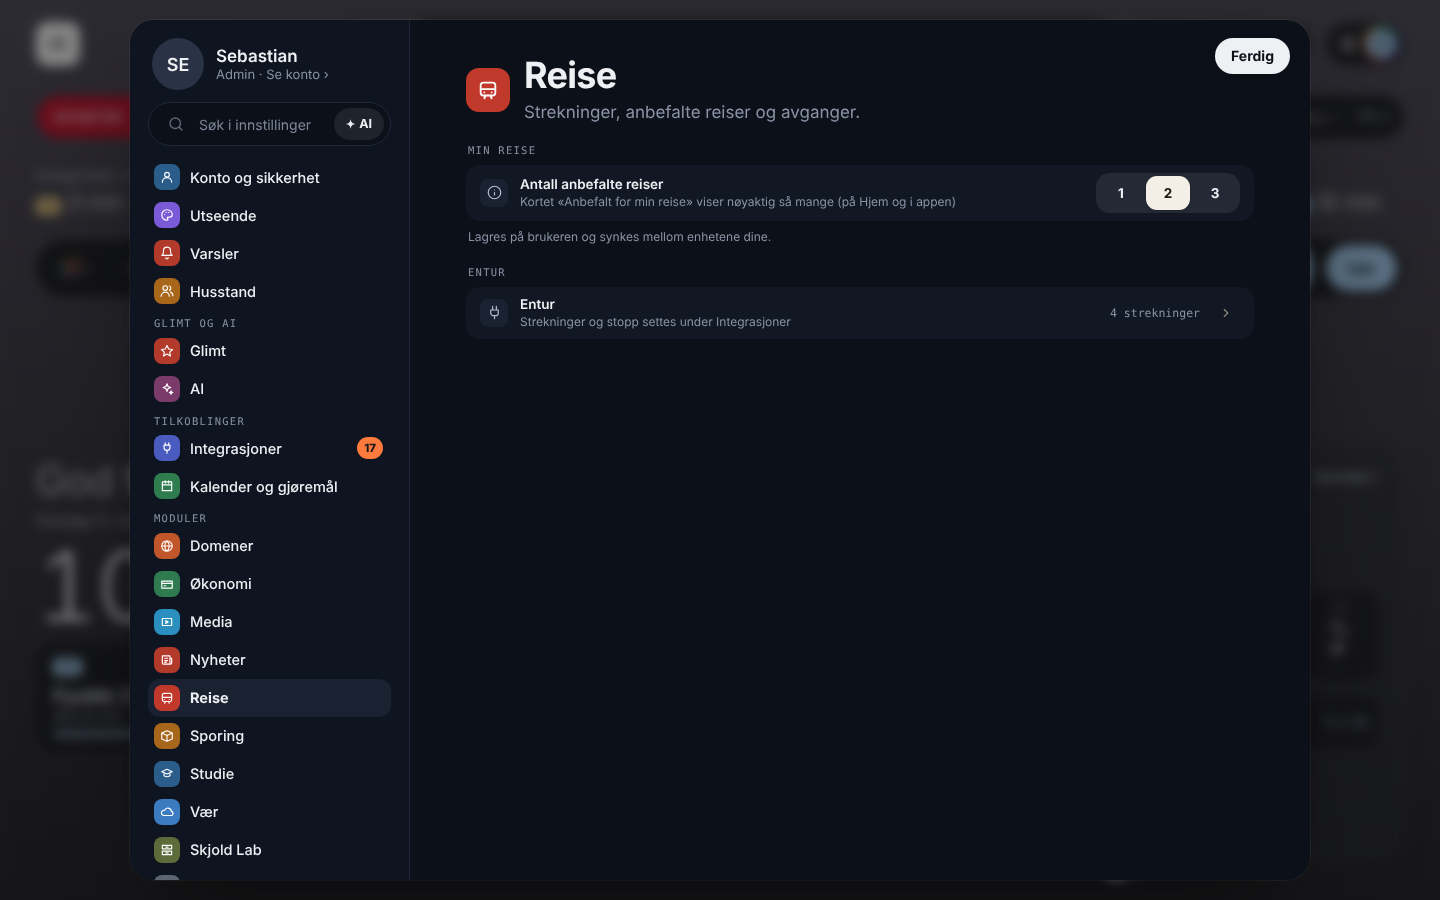 SE
Sebastian
Admin · Se konto ›
Søk i innstillinger
✦ AI
Konto og sikkerhet
Utseende
Varsler
Husstand
GLIMT OG AI
Glimt
AI
TILKOBLINGER
Integrasjoner
17
Kalender og gjøremål
MODULER
Domener
Økonomi
Media
Nyheter
Reise
Sporing
Studie
Vær
Skjold Lab
Ferdig
Reise
Strekninger, anbefalte reiser og avganger.
MIN REISE
Antall anbefalte reiser
Kortet «Anbefalt for min reise» viser nøyaktig så mange (på Hjem og i appen)
1 2 3
Lagres på brukeren og synkes mellom enhetene dine.
ENTUR
Entur
Strekninger og stopp settes under Integrasjoner
4 strekninger
God
10